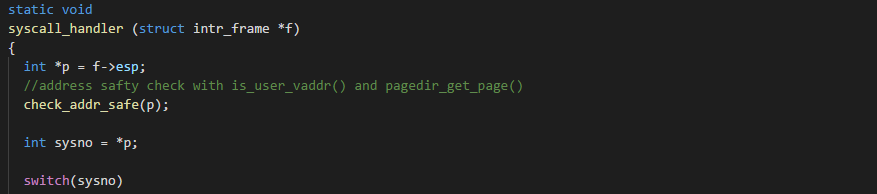 static void
syscall_handler (struct intr_frame *f)
{
  int *p = f->esp;
  //address safty check with is_user_vaddr() and pagedir_get_page()
  check_addr_safe(p);
  int sysno = *p;
  switch(sysno)